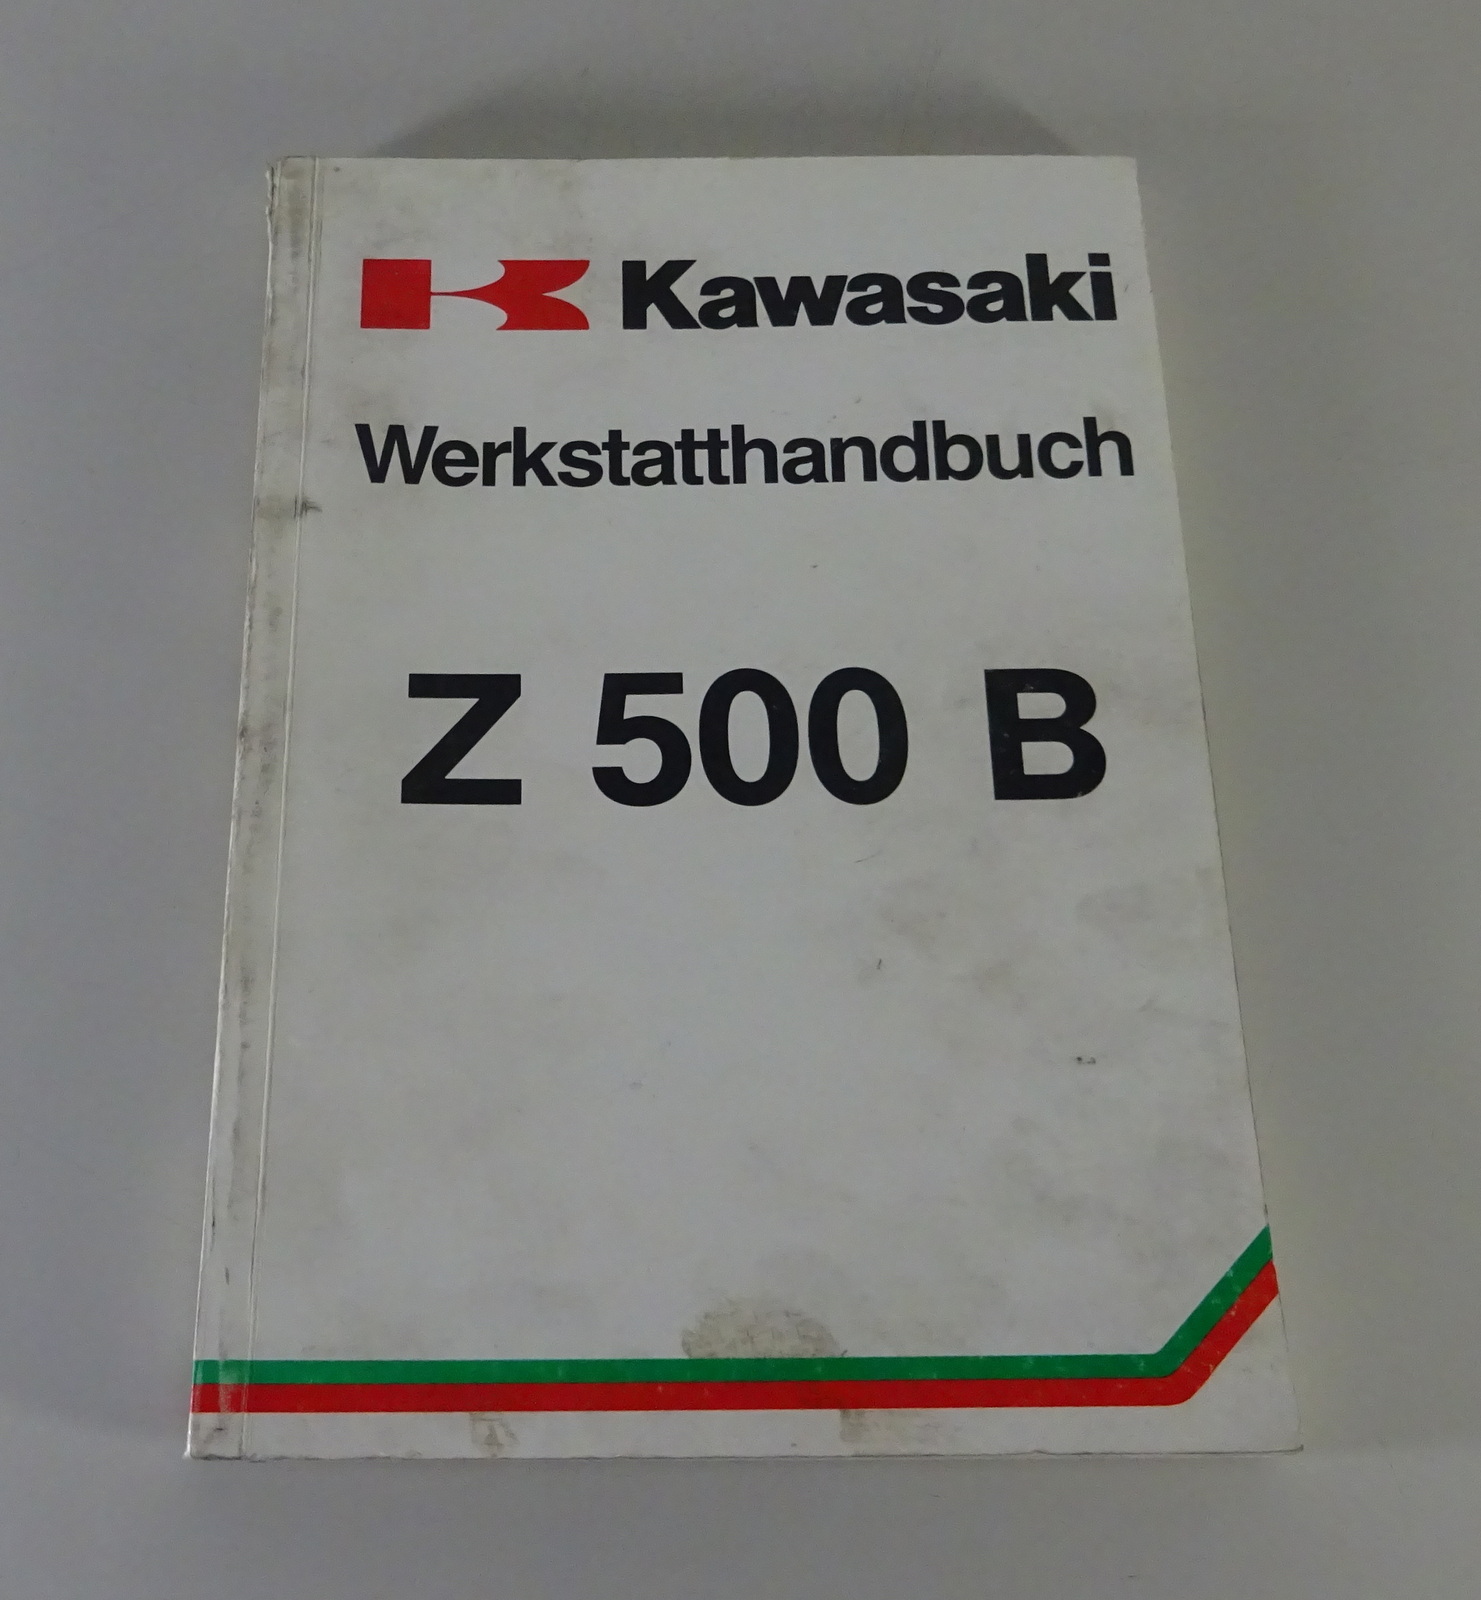 Kawasaki
Werkstatthandbuch
Z 500 B